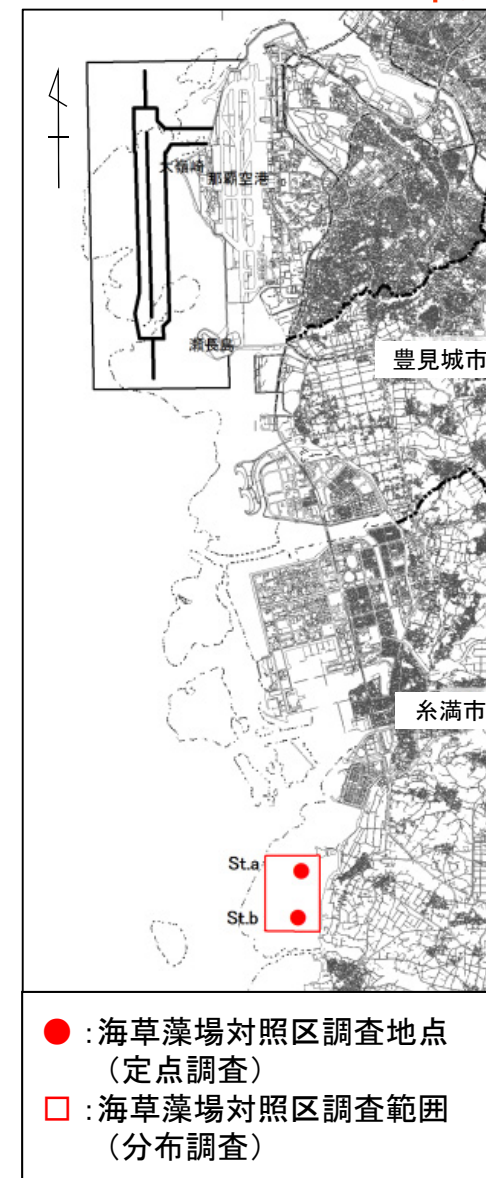 大嶺崎
那覇空港
瀬長島
豊見城市
糸満市
St.a
St.b
● :海草藻場対照区調査地点
(定点調査)
□ :海草藻場対照区調査範囲
(分布調査)